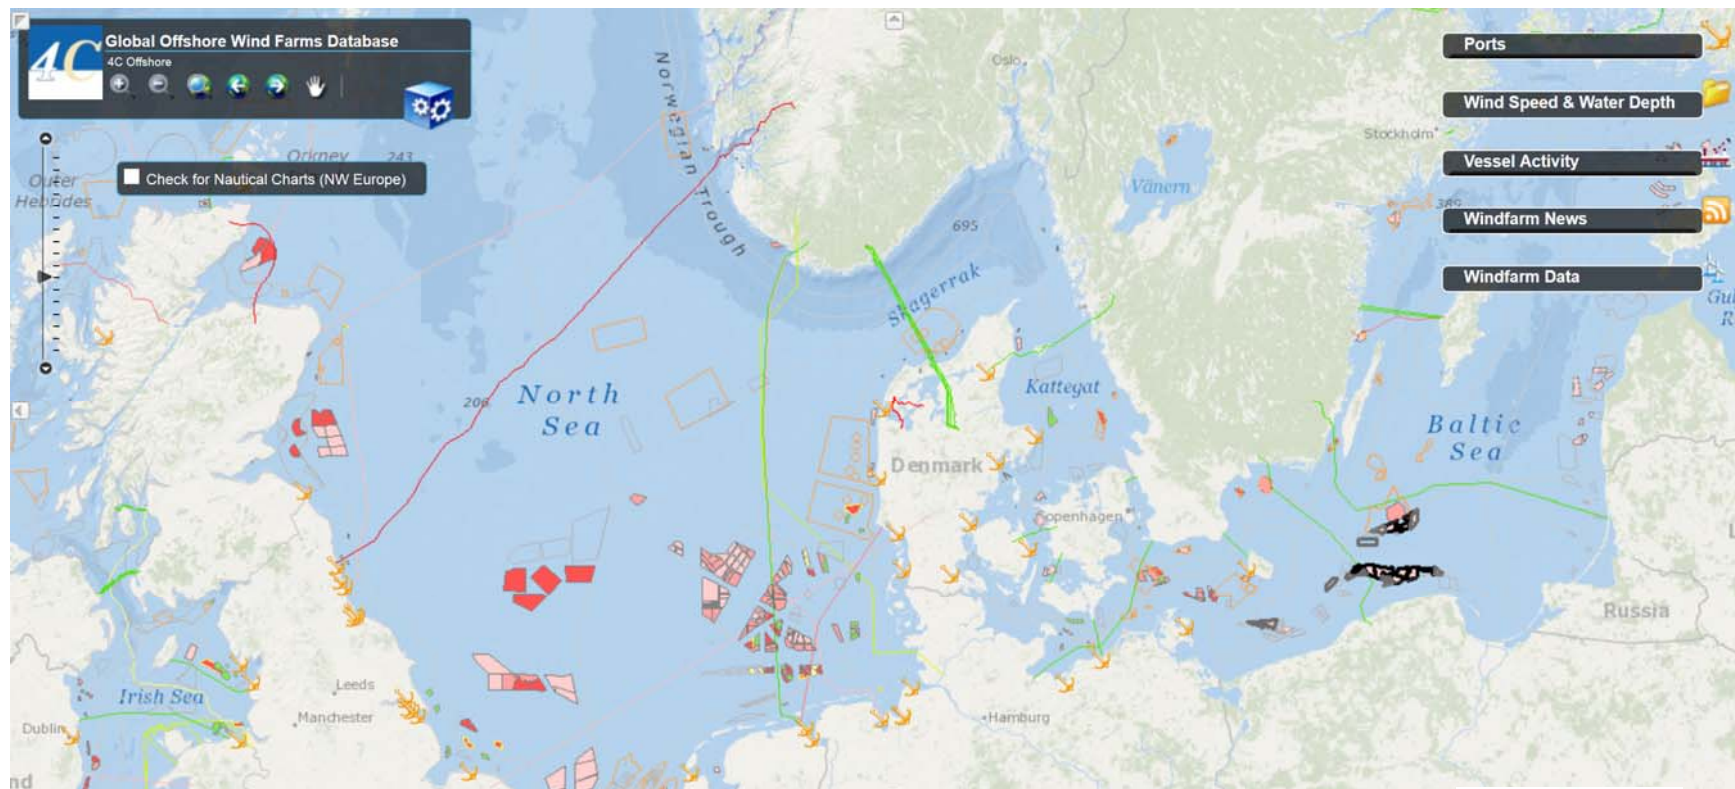 4C
Global Offshore Wind Farms Database
4C Offshore
Check for Nautical Charts (NW Europe)
Ports
Wind Speed & Water Depth
Vessel Activity
Windfarm News
Windfarm Data
Norwegian Trough
Oslo
Stockholm
Orkney
243
Outer
Hebrides
Vänern
389
695
Skagerrak
206
North
Sea
Kattegat
Baltic
Sea
Denmark
Copenhagen
Russia
Leeds
Irish Sea
Manchester
Dublin
Hamburg